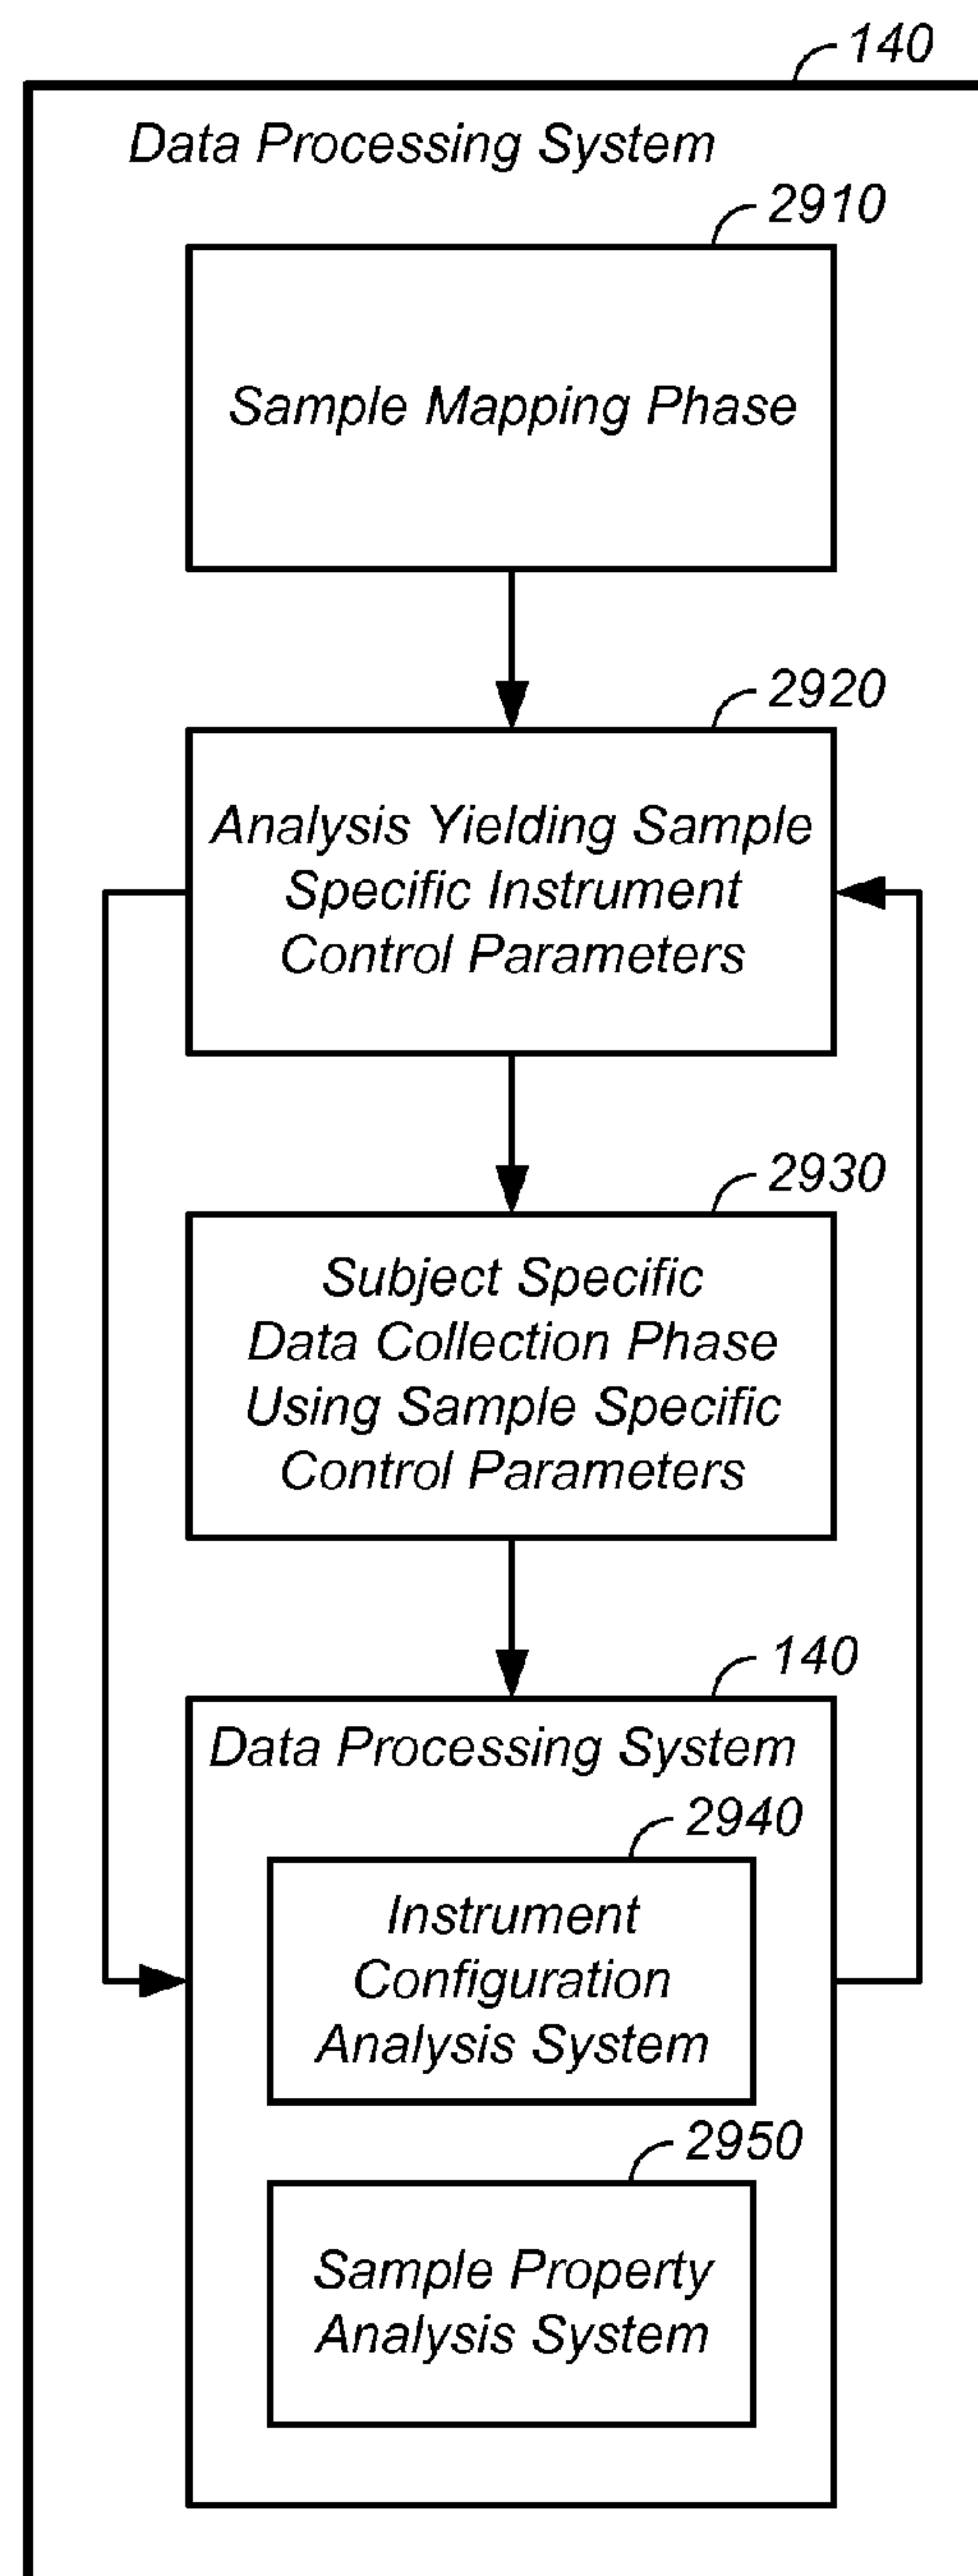 140
Data Processing System
2910
Sample Mapping Phase
2920
Analysis Yielding Sample
Specific Instrument
Control Parameters
2930
Subject Specific
Data Collection Phase
Using Sample Specific
Control Parameters
140
Data Processing System
2940
Instrument
Configuration
Analysis System
2950
Sample Property
Analysis System